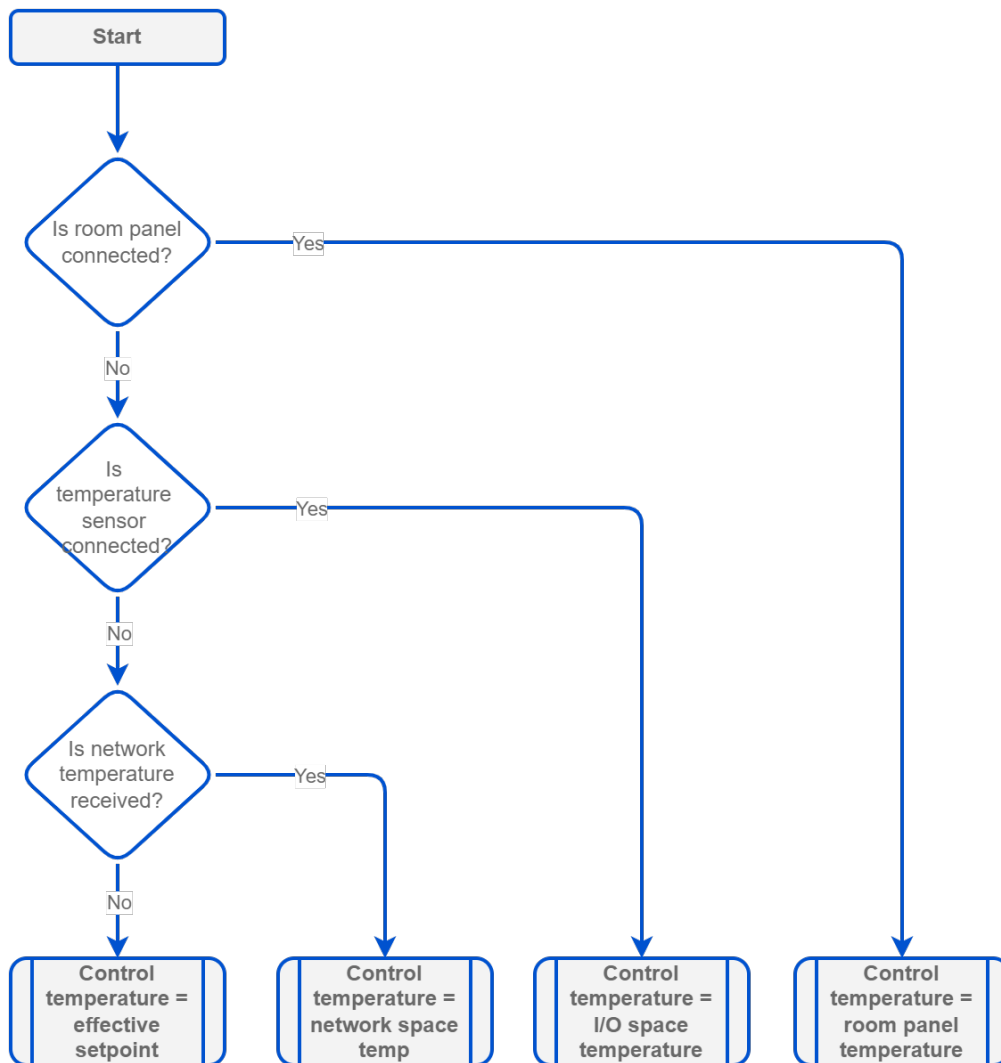 Start
Is room panel
connected?
Yes
No
Is
temperature
sensor
connected?
Yes
No
Is network
temperature
received?
Yes
No
Control
temperature =
effective
setpoint
Control
temperature =
network space
temp
Control
temperature =
I/O space
temperature
Control
temperature =
room panel
temperature